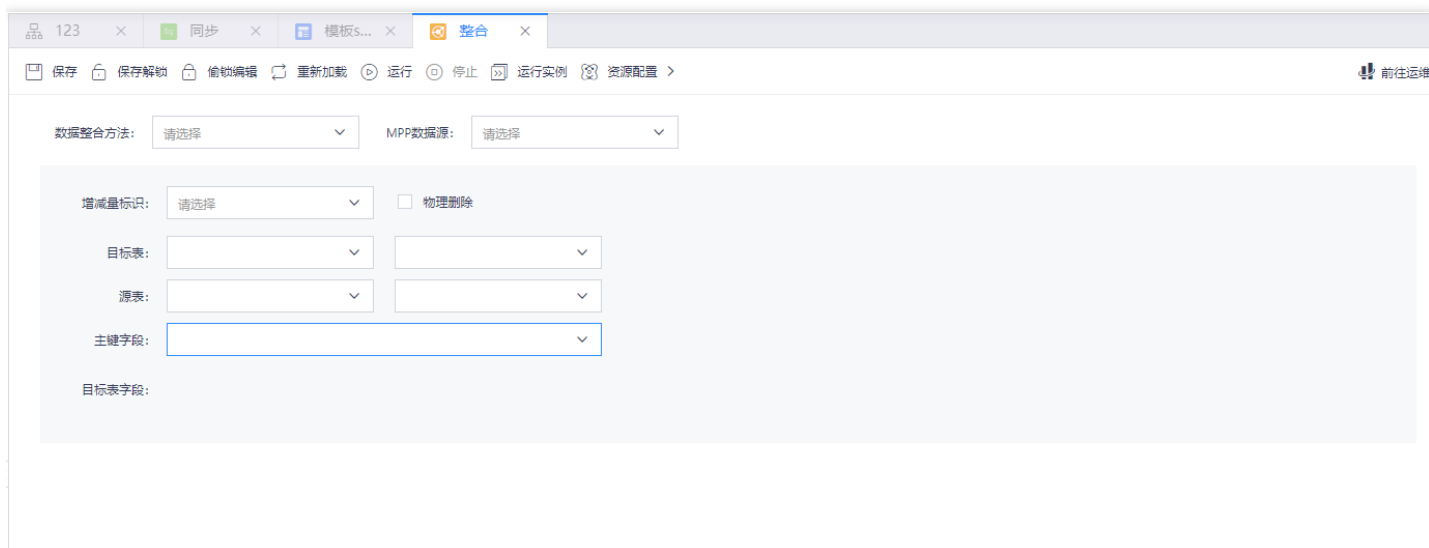 123 同步 模板s... 整合
保存 保存解锁 偷锁编辑 重新加载 运行 停止 运行实例 资源配置 前往运维
数据整合方法： 请选择 MPP数据源： 请选择
增减量标识： 请选择 物理删除
目标表：
源表：
主键字段：
目标表字段：